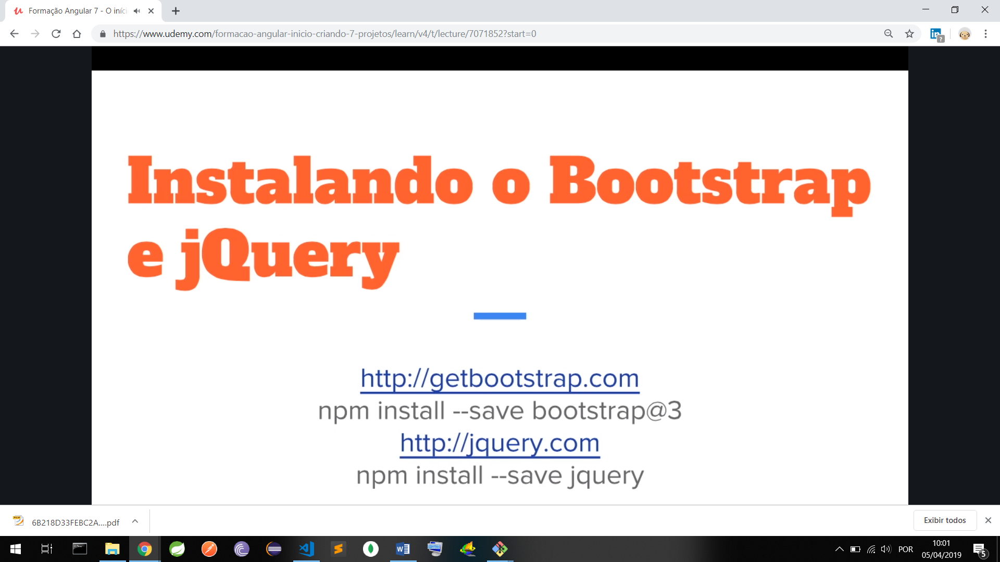 Formação Angular 7 - O iníci
https://www.udemy.com/formacao-angular-inicio-criando-7-projetos/learn/v4/t/lecture/7071852?start=0
Instalando o Bootstrap
e jQuery
http://getbootstrap.com
npm install --save bootstrap@3
http://jquery.com
npm install --save jquery
6B218D33FEBC2A....pdf
Exibir todos
POR
10:01
05/04/2019
5